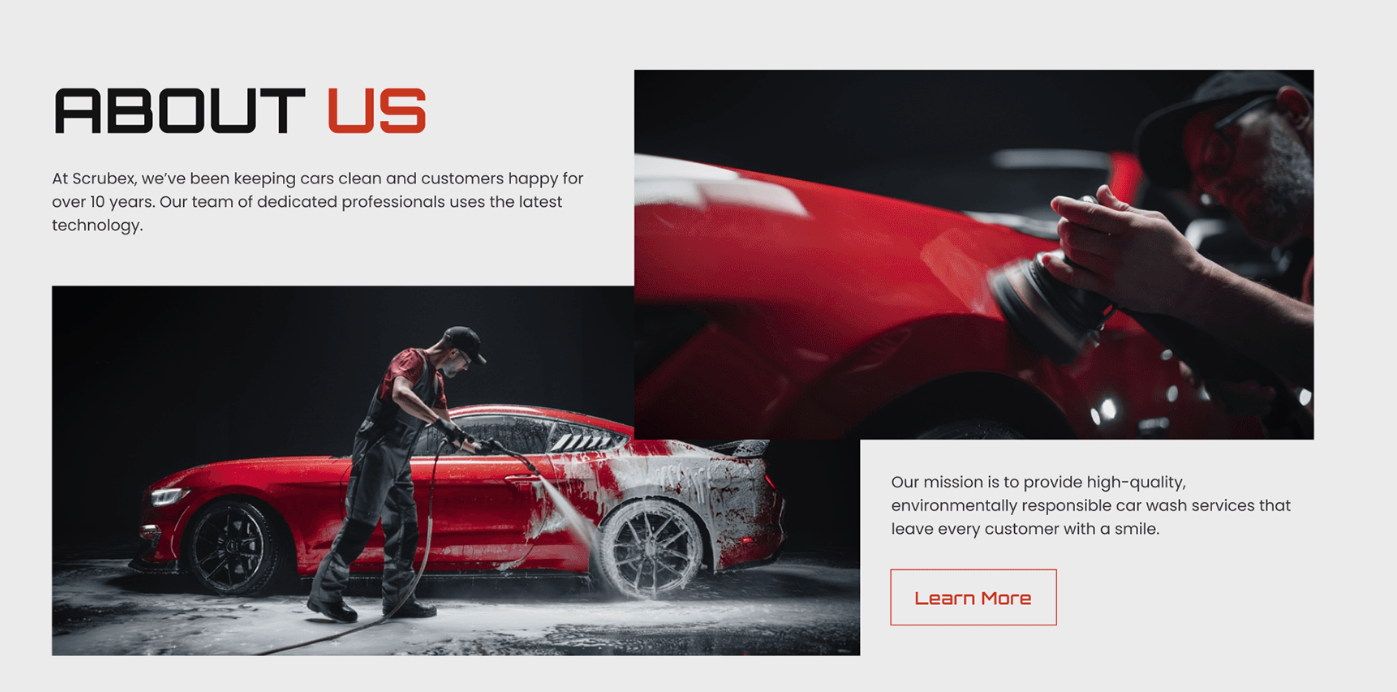 ABOUT US
At Scrubex, we’ve been keeping cars clean and customers happy for
over 10 years. Our team of dedicated professionals uses the latest
technology.
Our mission is to provide high-quality,
environmentally responsible car wash services that
leave every customer with a smile.
Learn More